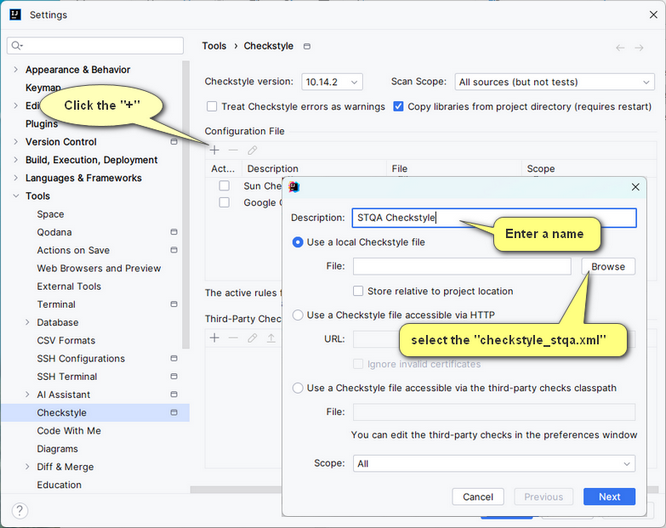 Settings
Tools › Checkstyle
Appearance & Behavior
Keymap
Plugins
Version Control
Build, Execution, Deployment
Languages & Frameworks
Tools
Space
Qodana
Actions on Save
Web Browsers and Preview
External Tools
Terminal
Database
CSV Formats
SSH Configurations
SSH Terminal
AI Assistant
Checkstyle
Code With Me
Diagrams
Diff & Merge
Education
?
Click the "+"
Checkstyle version: 10.14.2 Scan Scope: All sources (but not tests)
Treat Checkstyle errors as warnings Copy libraries from project directory (requires restart)
Configuration File
Act... Description File Scope
Sun Che
Google C
The active rules f
Third-Party Chec
Description: STQA Checkstyle
Enter a name
Use a local Checkstyle file
File: Browse
Store relative to project location
Use a Checkstyle file accessible via HTTP
URL:
select the "checkstyle_stqa.xml"
Ignore invalid certificates
Use a Checkstyle file accessible via the third-party checks classpath
File:
You can edit the third-party checks in the preferences window
Scope: All
Cancel Previous Next